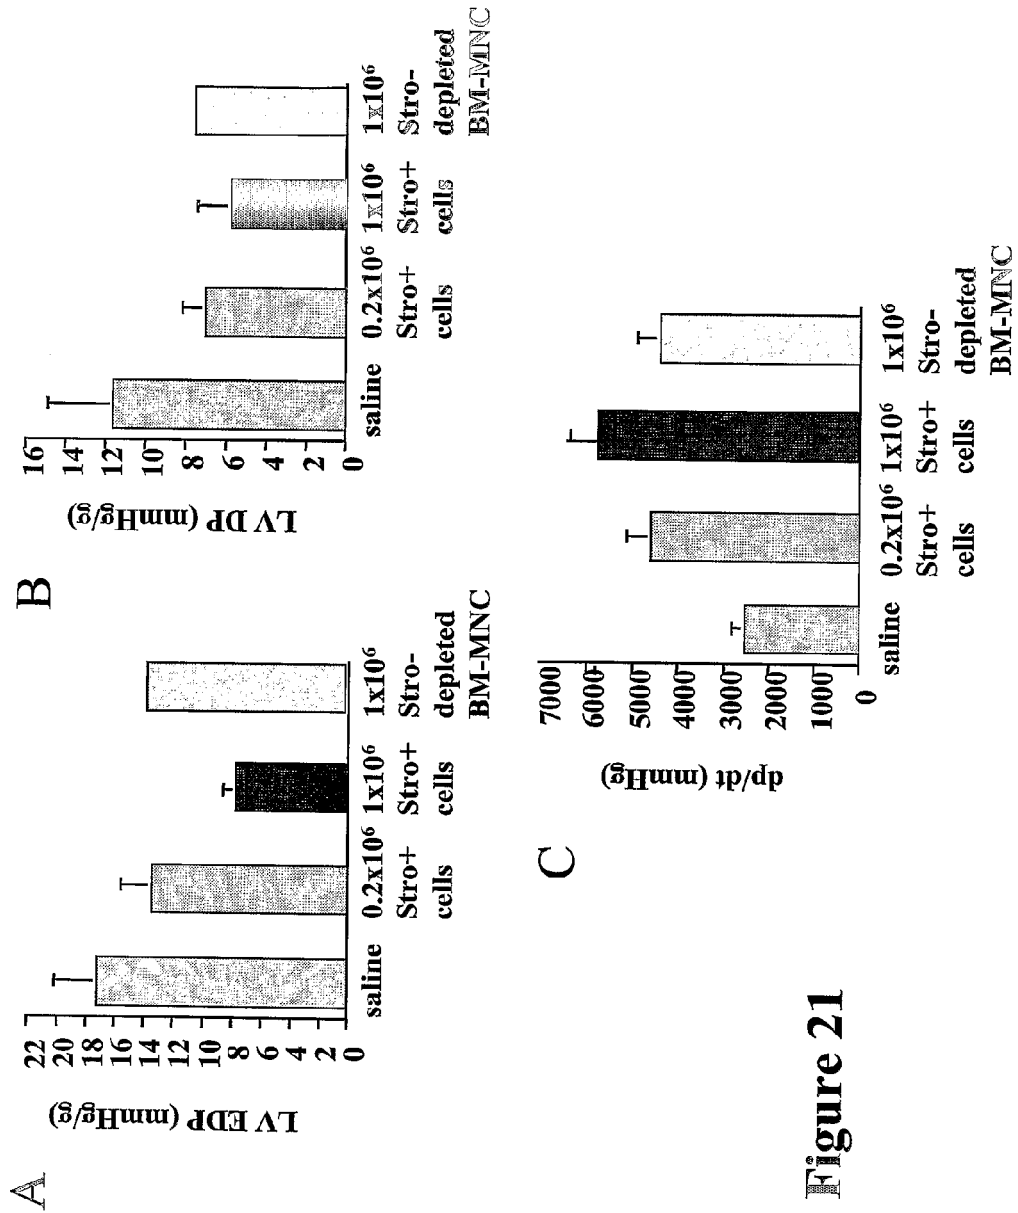 A
LV EDP (mmHg/g)
22
20
18
16
14
12
10
8
6
4
2
0
saline
0.2x10⁶
Stro+
cells
1x10⁶
Stro+
cells
1x10⁶
Stro-
depleted
BM-MNC
B
LV DP (mmHg/g)
16
14
12
10
8
6
4
2
0
saline
0.2x10⁶
Stro+
cells
1x10⁶
Stro+
cells
1x10⁶
Stro-
depleted
BM-MNC
C
dp/dt (mmHg)
7000
6000
5000
4000
3000
2000
1000
0
saline
0.2x10⁶
Stro+
cells
1x10⁶
Stro+
cells
1x10⁶
Stro-
depleted
BM-MNC
Figure 21